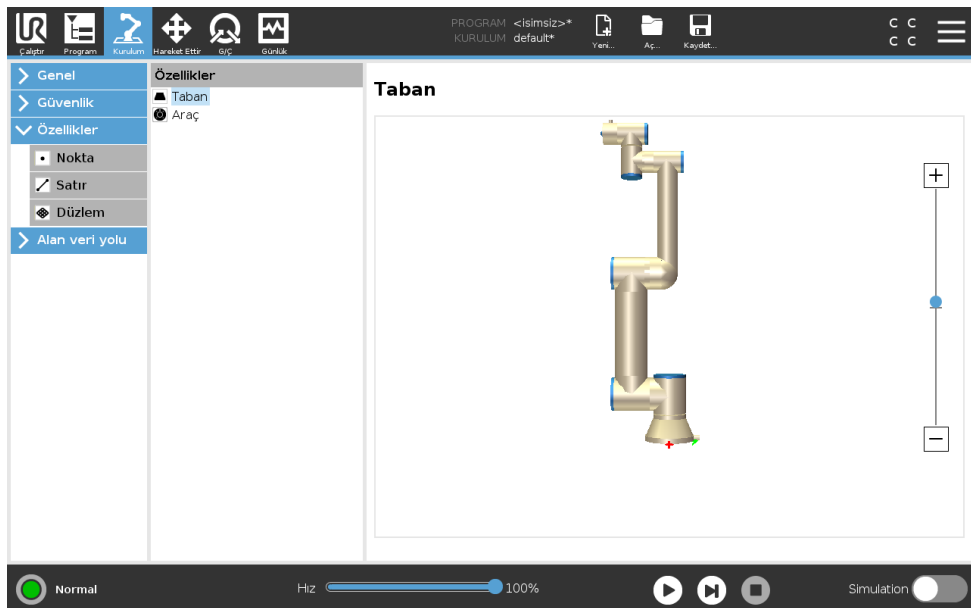 PROGRAM <isimsiz>*
KURULUM default*
Çalıştır Program Kurulum Hareket Ettir G/Ç Günlük
Yeni... Aç... Kaydet...
C C
C C
Genel
Güvenlik
Özellikler
Nokta
Satır
Düzlem
Alan veri yolu
Özellikler
Taban
Araç
Taban
Normal
Hız 100%
Simulation